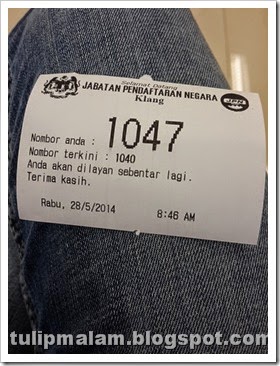 Selamat Datang
JABATAN PENDAFTARAN NEGARA
Klang
JPN
Nombor anda : 1047
Nombor terkini : 1040
Anda akan dilayan sebentar lagi.
Terima kasih.
Rabu, 28/5/2014 8:46 AM
tulipmalam.blogspot.com